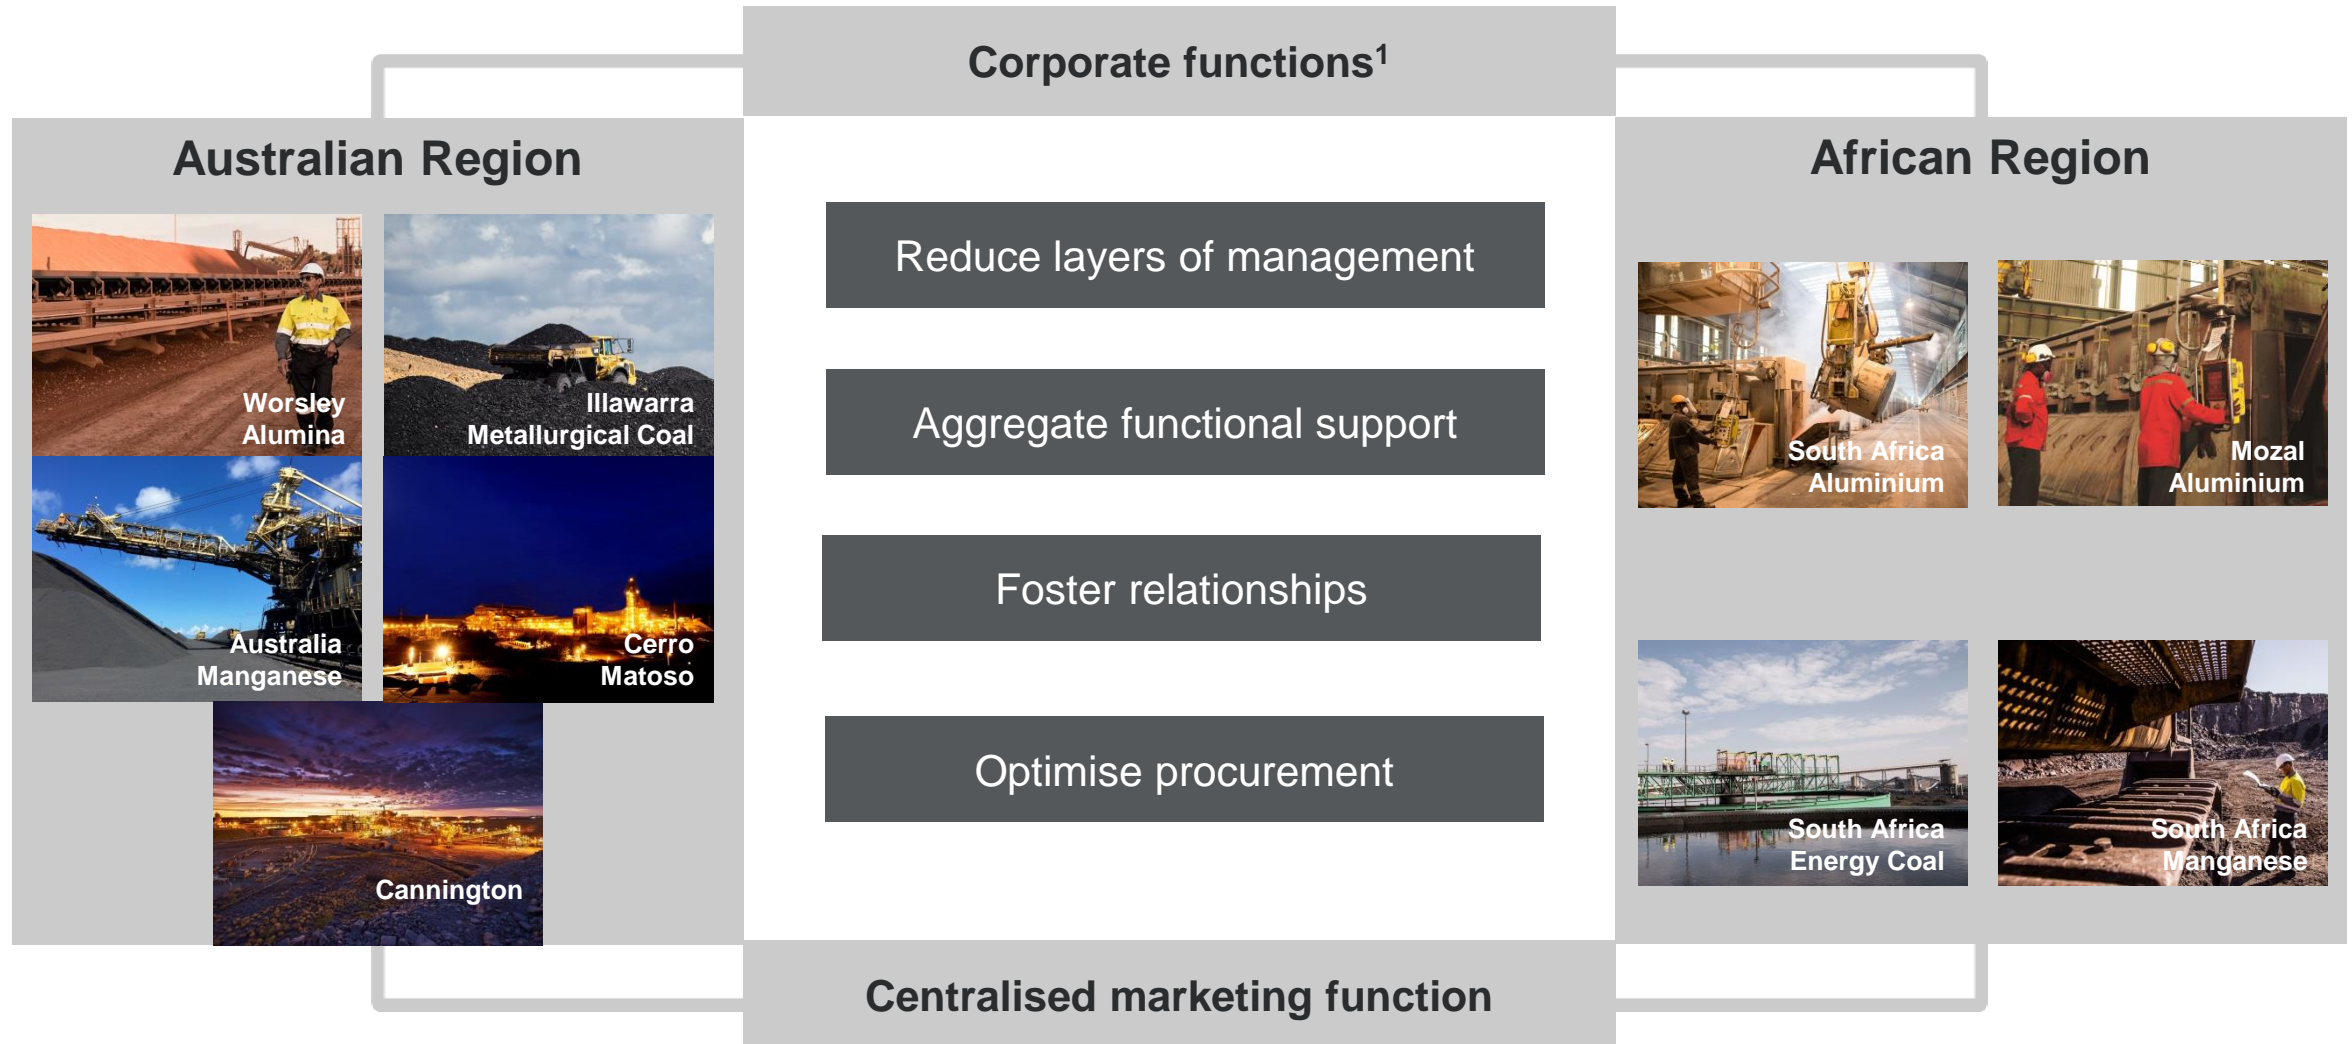 Corporate functions¹
Australian Region
Worsley
Alumina
Illawarra
Metallurgical Coal
Australia
Manganese
Cerro
Matoso
Cannington
Reduce layers of management
Aggregate functional support
Foster relationships
Optimise procurement
African Region
South Africa
Aluminium
Mozal
Aluminium
South Africa
Energy Coal
South Africa
Manganese
Centralised marketing function